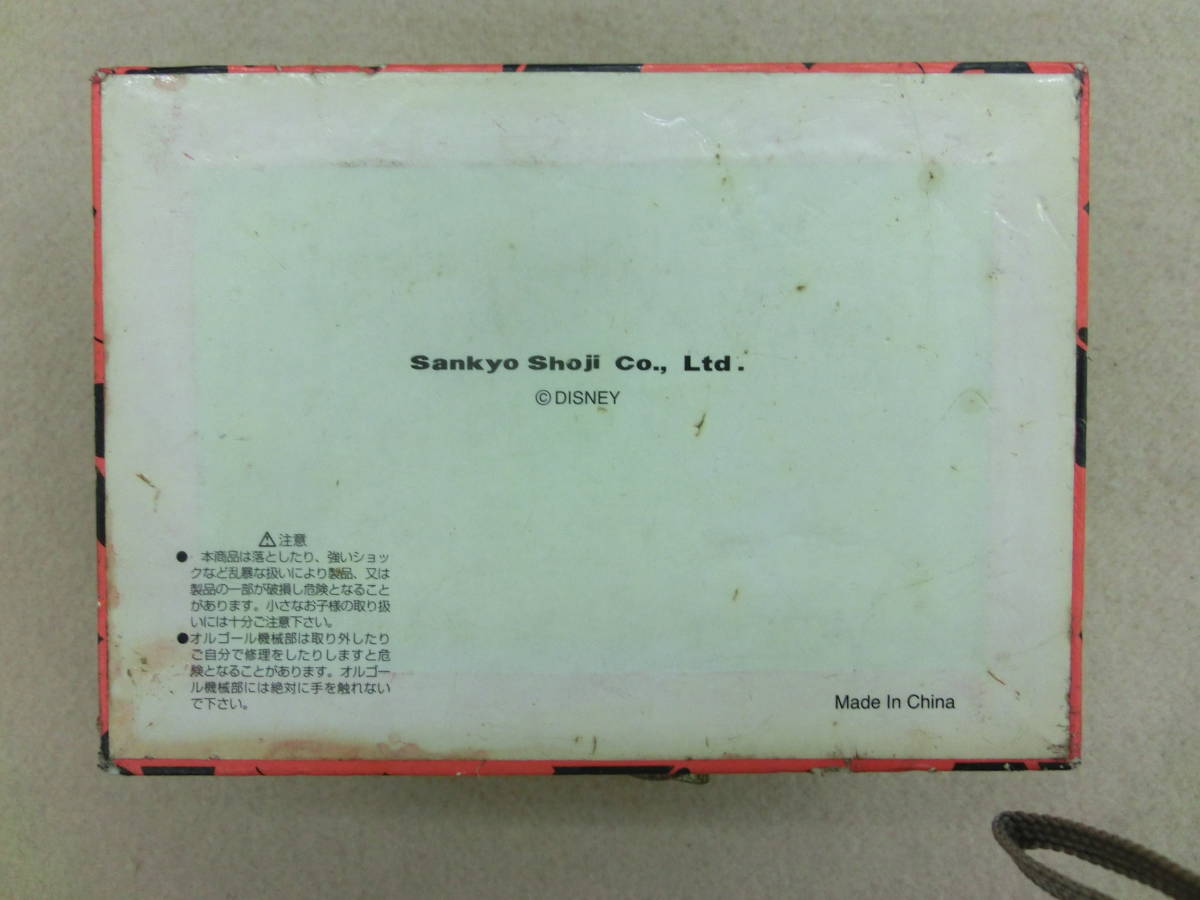 Sankyo Shoji Co., Ltd.
©DISNEY
⚠注意
● 本商品は落としたり、強いショッ
クなど乱暴な扱いにより製品、又は
製品の一部が破損し危険となること
があります。小さなお子様の取り扱
いには十分ご注意下さい。
●オルゴール機械部は取り外したり
ご自分で修理をしたりしますと危
険となることがあります。オルゴー
ル機械部には絶対に手を触れない
で下さい。
Made In China